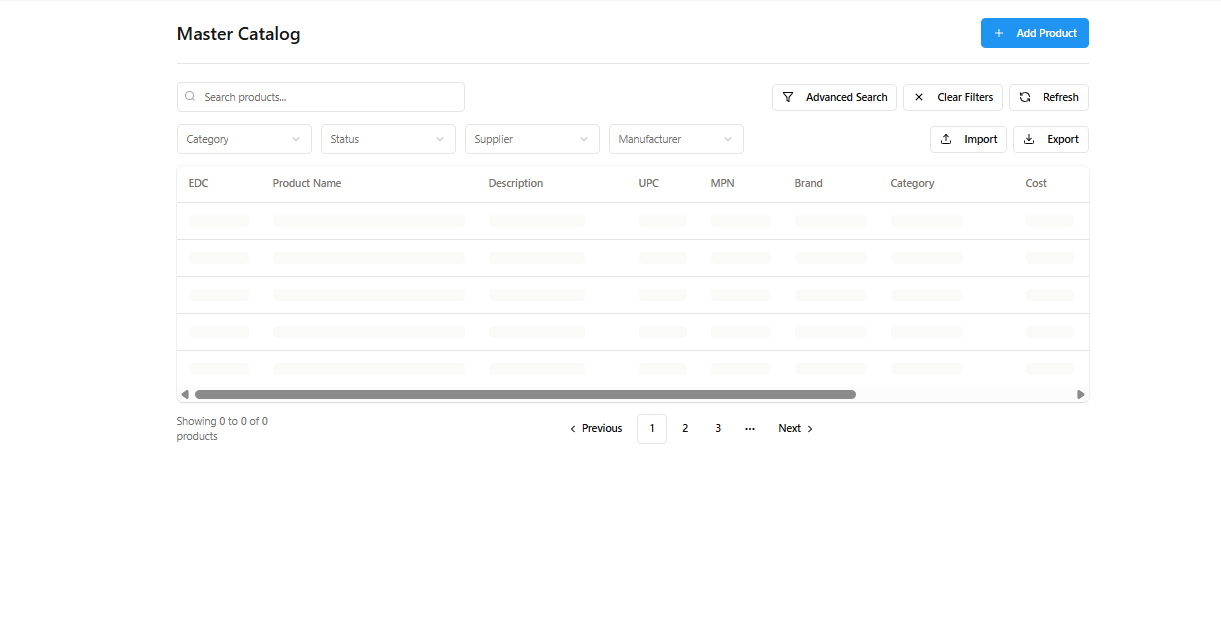 Master Catalog
Add Product
Search products...
Advanced Search
Clear Filters
Refresh
Category
Status
Supplier
Manufacturer
Import
Export
EDC Product Name Description UPC MPN Brand Category Cost
Showing 0 to 0 of 0
products
Previous 1 2 3 ... Next